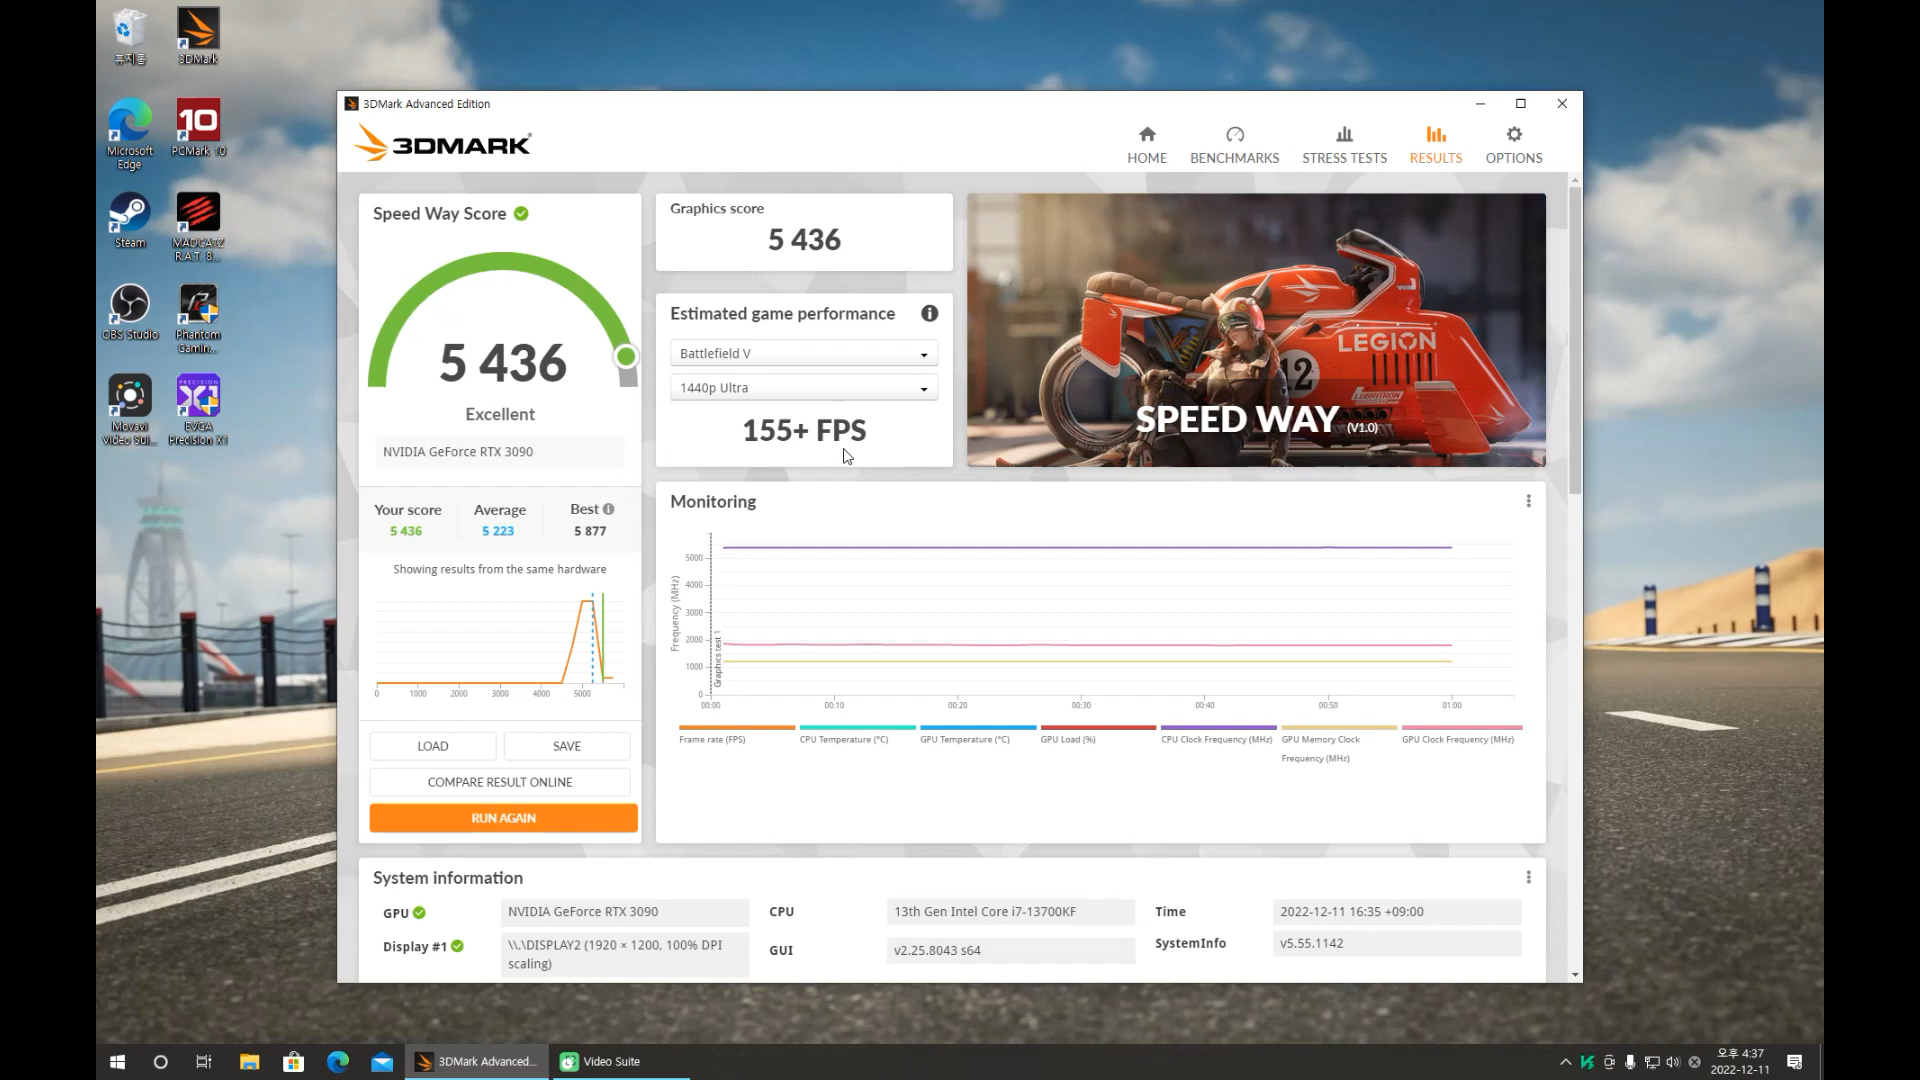 휴지통
3DMark
Microsoft
Edge
10
PCMark 10
Steam
MADCATZ
R.A.T. 8...
OBS Studio
Phantom
Gamin...
Movavi
Video Sui...
PRECISION
X1
EVGA
Precision X1
3DMark Advanced Edition
3DMARK
HOME
BENCHMARKS
STRESS TESTS
RESULTS
OPTIONS
Speed Way Score
5 436
Excellent
NVIDIA GeForce RTX 3090
Your score
5 436
Average
5 223
Best
5 877
Showing results from the same hardware
0 1000 2000 3000 4000 5000
LOAD
SAVE
COMPARE RESULT ONLINE
RUN AGAIN
Graphics score
5 436
Estimated game performance
Battlefield V
1440p Ultra
155+ FPS
LEGION
12
LUBRITRON
SPEED WAY (V1.0)
Monitoring
Frequency (MHz)
5000
4000
3000
2000
1000
0
Graphics test 1
00:00 00:10 00:20 00:30 00:40 00:50 01:00
Frame rate (FPS)
CPU Temperature (°C)
GPU Temperature (°C)
GPU Load (%)
CPU Clock Frequency (MHz)
GPU Memory Clock
Frequency (MHz)
GPU Clock Frequency (MHz)
System information
GPU
NVIDIA GeForce RTX 3090
Display #1
\\.\DISPLAY2 (1920 × 1200, 100% DPI
scaling)
CPU
13th Gen Intel Core i7-13700KF
GUI
v2.25.8043 s64
Time
2022-12-11 16:35 +09:00
SystemInfo
v5.55.1142
3DMark Advanced...
Video Suite
오후 4:37
2022-12-11